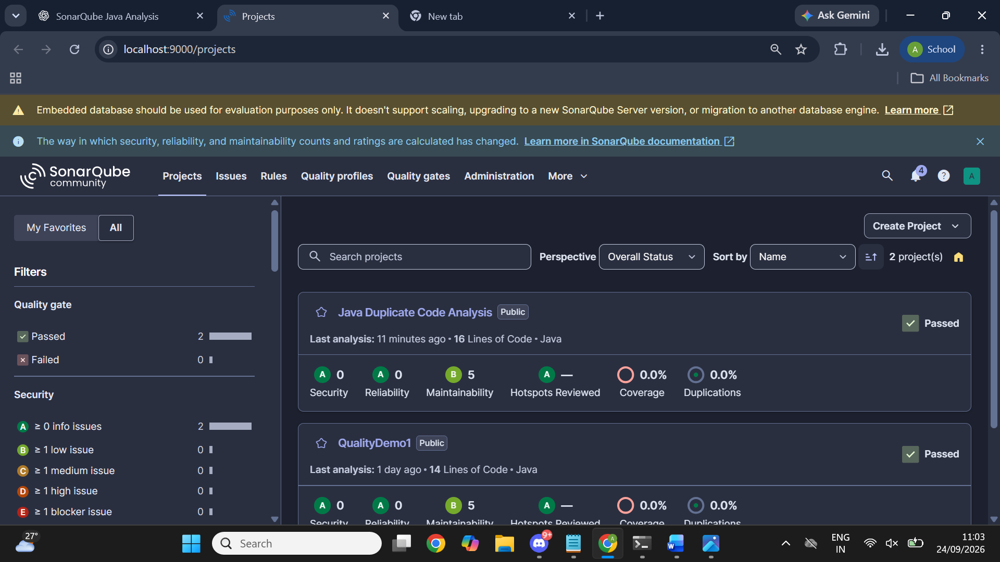 SonarQube Java Analysis
Projects
New tab
Ask Gemini
localhost:9000/projects
A School
All Bookmarks
Embedded database should be used for evaluation purposes only. It doesn't support scaling, upgrading to a new SonarQube Server version, or migration to another database engine. Learn more
The way in which security, reliability, and maintainability counts and ratings are calculated has changed. Learn more in SonarQube documentation
SonarQube community
Projects Issues Rules Quality profiles Quality gates Administration More
4
?
A
My Favorites All
Filters
Quality gate
Passed 2
Failed 0
Security
A ≥ 0 info issues 2
B ≥ 1 low issue 0
C ≥ 1 medium issue 0
D ≥ 1 high issue 0
E ≥ 1 blocker issue 0
Create Project
Search projects Perspective Overall Status Sort by Name 2 project(s)
Java Duplicate Code Analysis Public
Passed
Last analysis: 11 minutes ago • 16 Lines of Code • Java
A 0 A 0 B 5 A — 0.0% 0.0%
Security Reliability Maintainability Hotspots Reviewed Coverage Duplications
QualityDemo1 Public
Passed
Last analysis: 1 day ago • 14 Lines of Code • Java
A 0 A 0 B 5 A — 0.0% 0.0%
Security Reliability Maintainability Hotspots Reviewed Coverage Duplications
27°
Search
9+
A
W
ENG
IN
11:03
24/09/2026